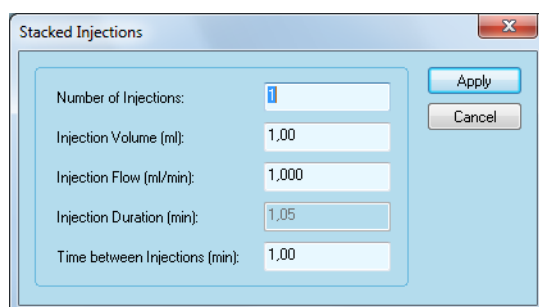 Stacked Injections
Number of Injections: 1
Apply
Injection Volume (ml): 1,00
Cancel
Injection Flow (ml/min): 1,000
Injection Duration (min): 1,05
Time between Injections (min): 1,00